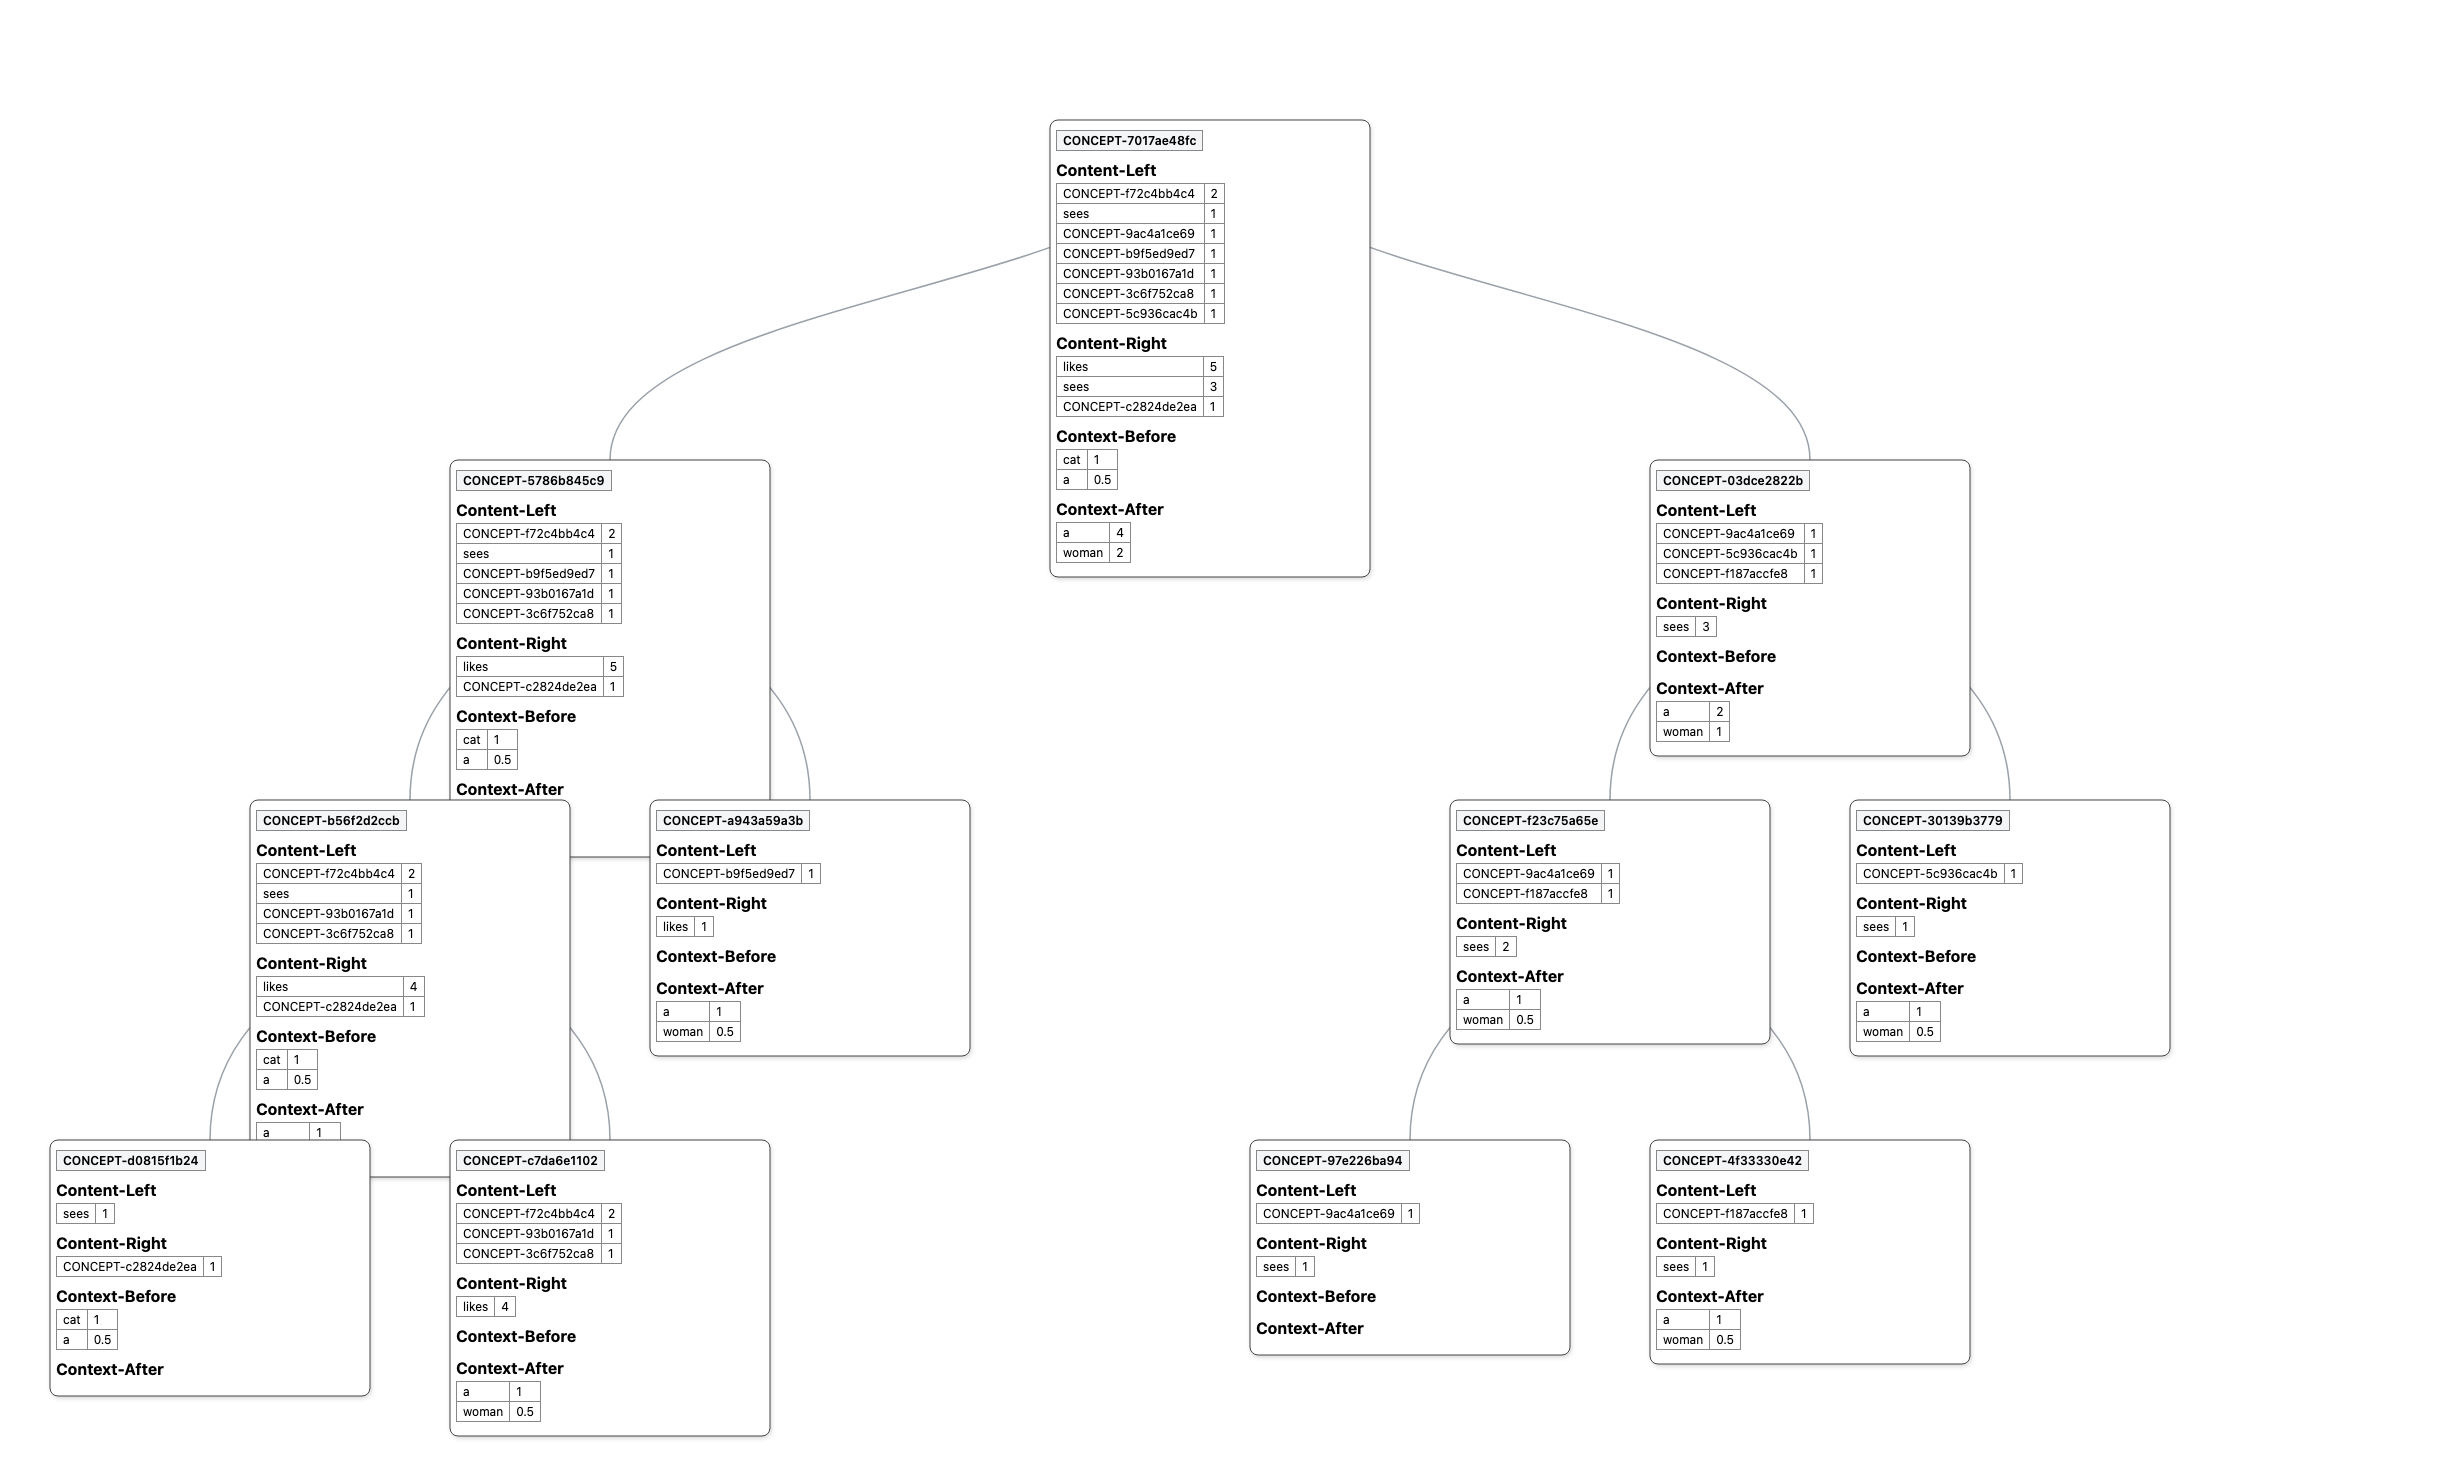 CONCEPT-7017ae48fc
Content-Left
CONCEPT-f72c4bb4c4 2
sees 1
CONCEPT-9ac4a1ce69 1
CONCEPT-b9f5ed9ed7 1
CONCEPT-93b0167a1d 1
CONCEPT-3c6f752ca8 1
CONCEPT-5c936cac4b 1
Content-Right
likes 5
sees 3
CONCEPT-c2824de2ea 1
Context-Before
cat 1
a 0.5
Context-After
a 4
woman 2
CONCEPT-5786b845c9
Content-Left
CONCEPT-f72c4bb4c4 2
sees 1
CONCEPT-b9f5ed9ed7 1
CONCEPT-93b0167a1d 1
CONCEPT-3c6f752ca8 1
Content-Right
likes 5
CONCEPT-c2824de2ea 1
Context-Before
cat 1
a 0.5
Context-After
CONCEPT-03dce2822b
Content-Left
CONCEPT-9ac4a1ce69 1
CONCEPT-5c936cac4b 1
CONCEPT-f187accfe8 1
Content-Right
sees 3
Context-Before
Context-After
a 2
woman 1
CONCEPT-b56f2d2ccb
Content-Left
CONCEPT-f72c4bb4c4 2
sees 1
CONCEPT-93b0167a1d 1
CONCEPT-3c6f752ca8 1
Content-Right
likes 4
CONCEPT-c2824de2ea 1
Context-Before
cat 1
a 0.5
Context-After
a 1
CONCEPT-a943a59a3b
Content-Left
CONCEPT-b9f5ed9ed7 1
Content-Right
likes 1
Context-Before
Context-After
a 1
woman 0.5
CONCEPT-f23c75a65e
Content-Left
CONCEPT-9ac4a1ce69 1
CONCEPT-f187accfe8 1
Content-Right
sees 2
Context-After
a 1
woman 0.5
CONCEPT-30139b3779
Content-Left
CONCEPT-5c936cac4b 1
Content-Right
sees 1
Context-Before
Context-After
a 1
woman 0.5
CONCEPT-d0815f1b24
Content-Left
sees 1
Content-Right
CONCEPT-c2824de2ea 1
Context-Before
cat 1
a 0.5
Context-After
CONCEPT-c7da6e1102
Content-Left
CONCEPT-f72c4bb4c4 2
CONCEPT-93b0167a1d 1
CONCEPT-3c6f752ca8 1
Content-Right
likes 4
Context-Before
Context-After
a 1
woman 0.5
CONCEPT-97e226ba94
Content-Left
CONCEPT-9ac4a1ce69 1
Content-Right
sees 1
Context-Before
Context-After
CONCEPT-4f33330e42
Content-Left
CONCEPT-f187accfe8 1
Content-Right
sees 1
Context-After
a 1
woman 0.5